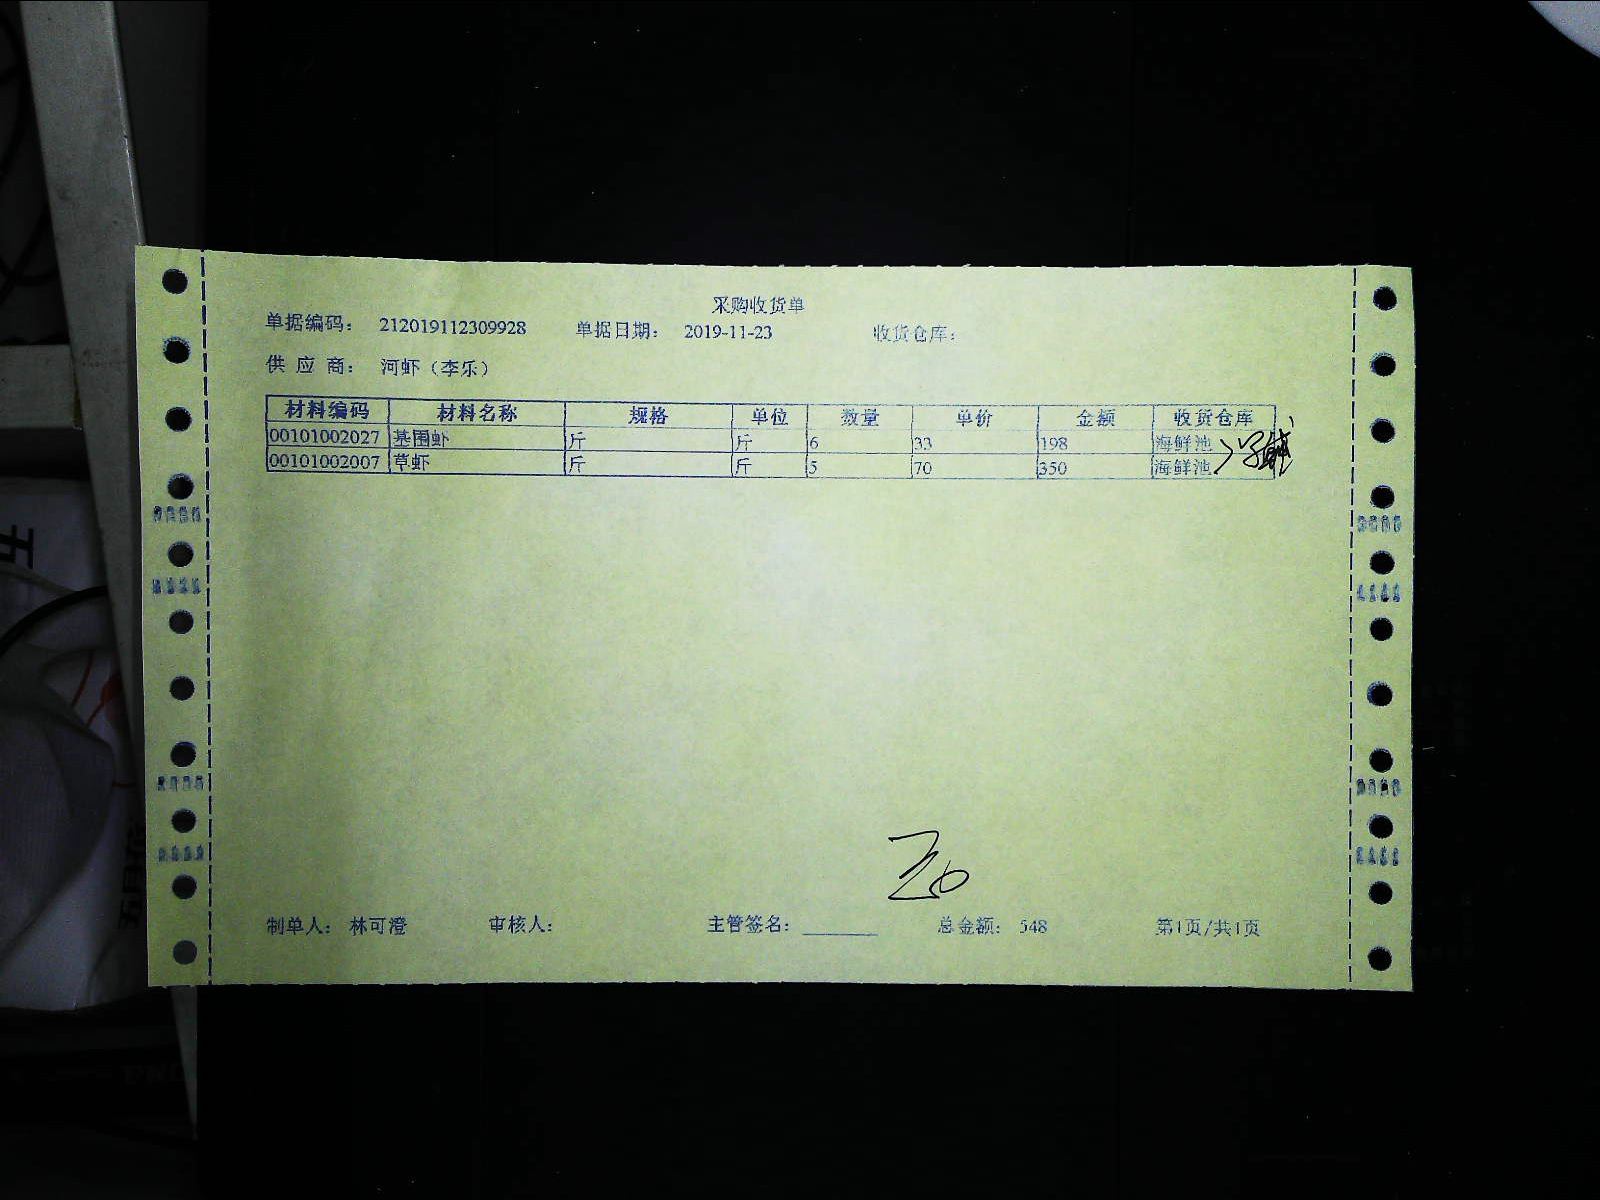 采购收货单
单据编码： 212019112309928 单据日期： 2019-11-23 收货仓库：
供 应 商： 河虾（李乐）
材料编码 材料名称 规格 单位 数量 单价 金额 收货仓库
00101002027 基围虾 斤 斤 6 33 198 海鲜池
00101002007 草虾 斤 斤 5 70 350 海鲜池
制单人： 林可澄 审核人： 主管签名： ________ 总金额： 548 第1页/共1页